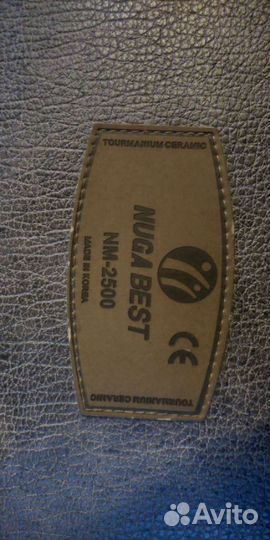 TOURMANIUM CERAMIC
NUGA BEST
NM-2500
MADE IN KOREA
CE
TOURMANIUM CERAMIC
Avito